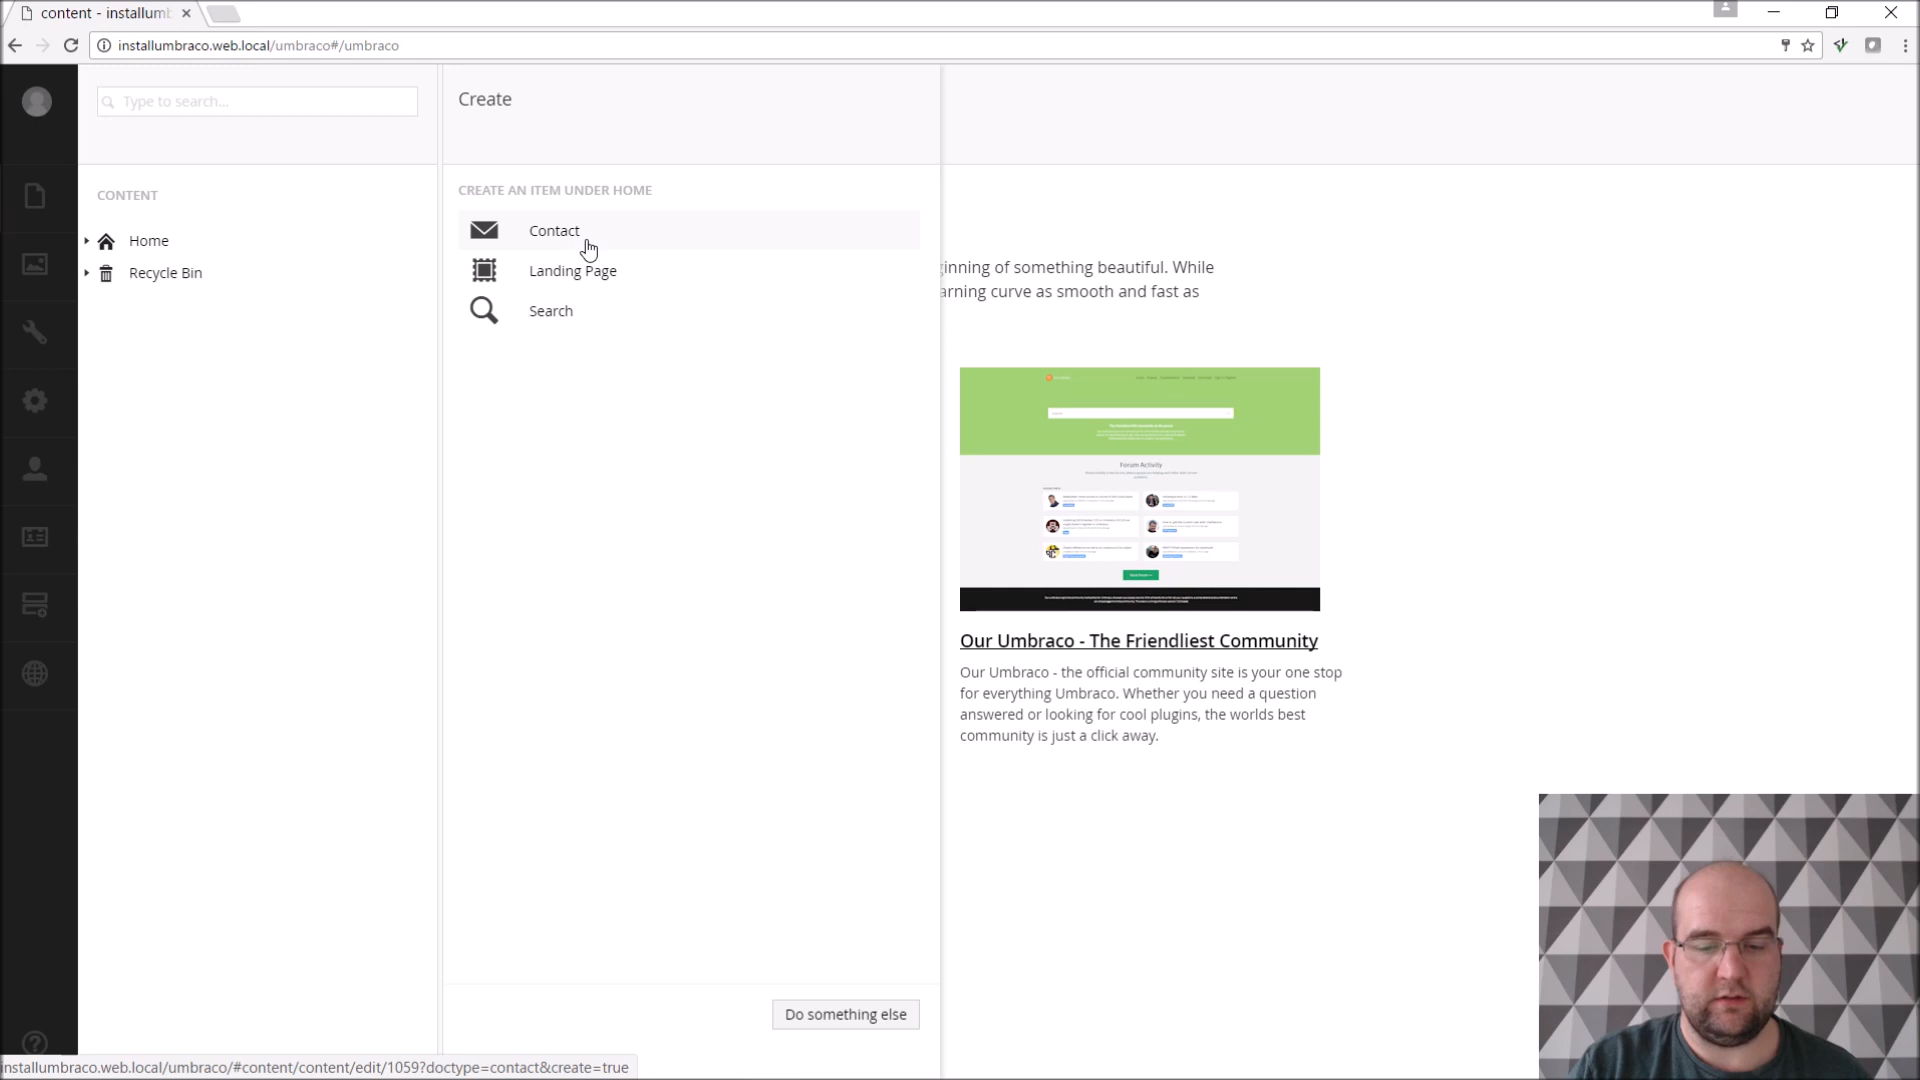 content - installumb
installumbraco.web.local/umbraco#/umbraco
Type to search...
Create
CONTENT
CREATE AN ITEM UNDER HOME
Home
Contact
Recycle Bin
Landing Page
Search
inning of something beautiful. While
arning curve as smooth and fast as
Forum Activity
Our Umbraco - The Friendliest Community
Our Umbraco - the official community site is your one stop
for everything Umbraco. Whether you need a question
answered or looking for cool plugins, the worlds best
community is just a click away.
Do something else
installumbraco.web.local/umbraco/#content/content/edit/1059?doctype=contact&create=true